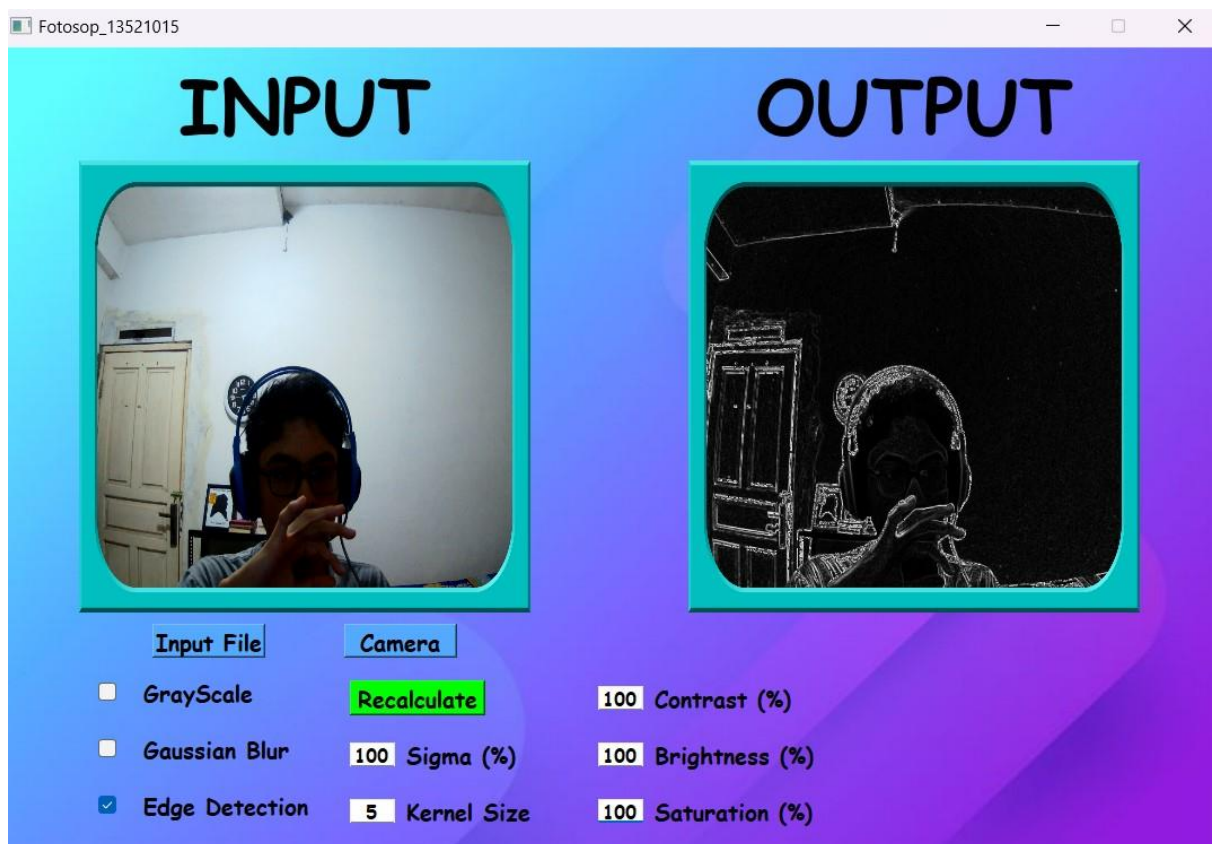 Fotosop_13521015
INPUT
OUTPUT
Input File
Camera
GrayScale
Recalculate
100 Contrast (%)
Gaussian Blur
100 Sigma (%)
100 Brightness (%)
Edge Detection
5 Kernel Size
100 Saturation (%)